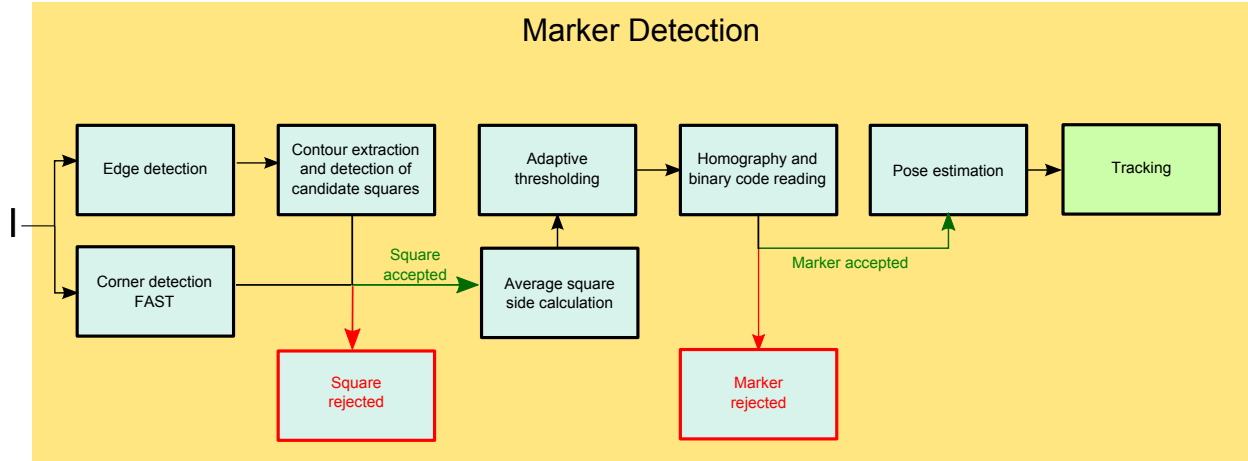 Marker Detection
I
Edge detection
Contour extraction
and detection of
candidate squares
Adaptive
thresholding
Homography and
binary code reading
Pose estimation
Tracking
Corner detection
FAST
Square
accepted
Average square
side calculation
Marker accepted
Square
rejected
Marker
rejected